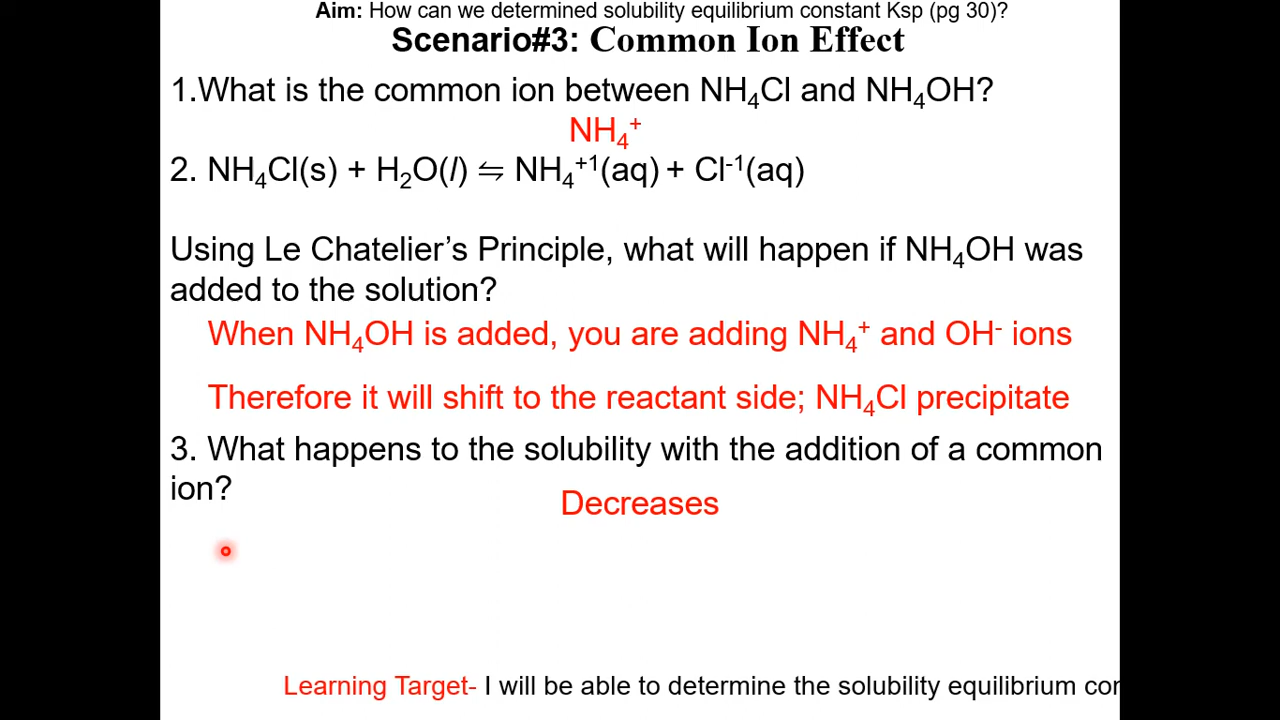 Aim: How can we determined solubility equilibrium constant Ksp (pg 30)?
Scenario#3: Common Ion Effect
1.What is the common ion between NH₄Cl and NH₄OH?
NH₄⁺
2. NH₄Cl(s) + H₂O(l) ⇋ NH₄⁺¹(aq) + Cl⁻¹(aq)
Using Le Chatelier’s Principle, what will happen if NH₄OH was
added to the solution?
When NH₄OH is added, you are adding NH₄⁺ and OH⁻ ions
Therefore it will shift to the reactant side; NH₄Cl precipitate
3. What happens to the solubility with the addition of a common
ion?
Decreases
Learning Target- I will be able to determine the solubility equilibrium